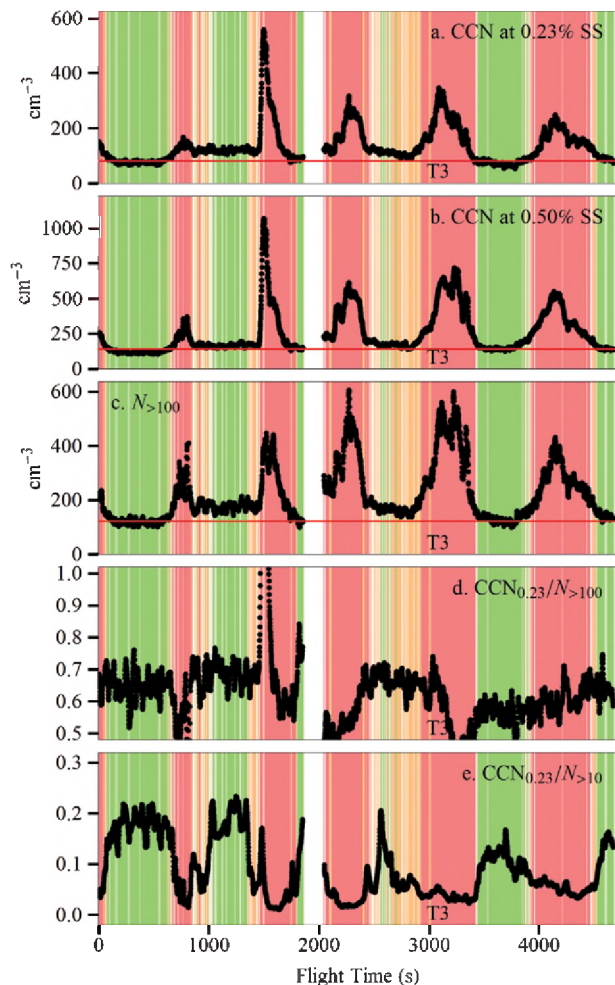 a. CCN at 0.23% SS
600
400
200
0
cm⁻³
T3
b. CCN at 0.50% SS
1000
750
500
250
0
cm⁻³
T3
c. N>100
600
400
200
0
cm⁻³
T3
d. CCN0.23/N>100
1.0
0.9
0.8
0.7
0.6
0.5
T3
e. CCN0.23/N>10
0.3
0.2
0.1
0.0
T3
0 1000 2000 3000 4000
Flight Time (s)